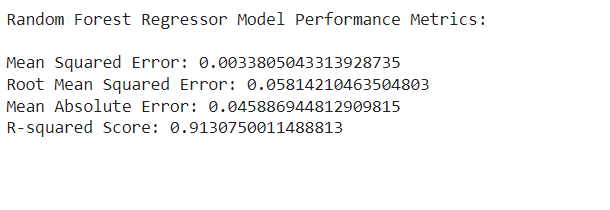 Random Forest Regressor Model Performance Metrics:
Mean Squared Error: 0.0033805043313928735
Root Mean Squared Error: 0.05814210463504803
Mean Absolute Error: 0.045886944812909815
R-squared Score: 0.9130750011488813